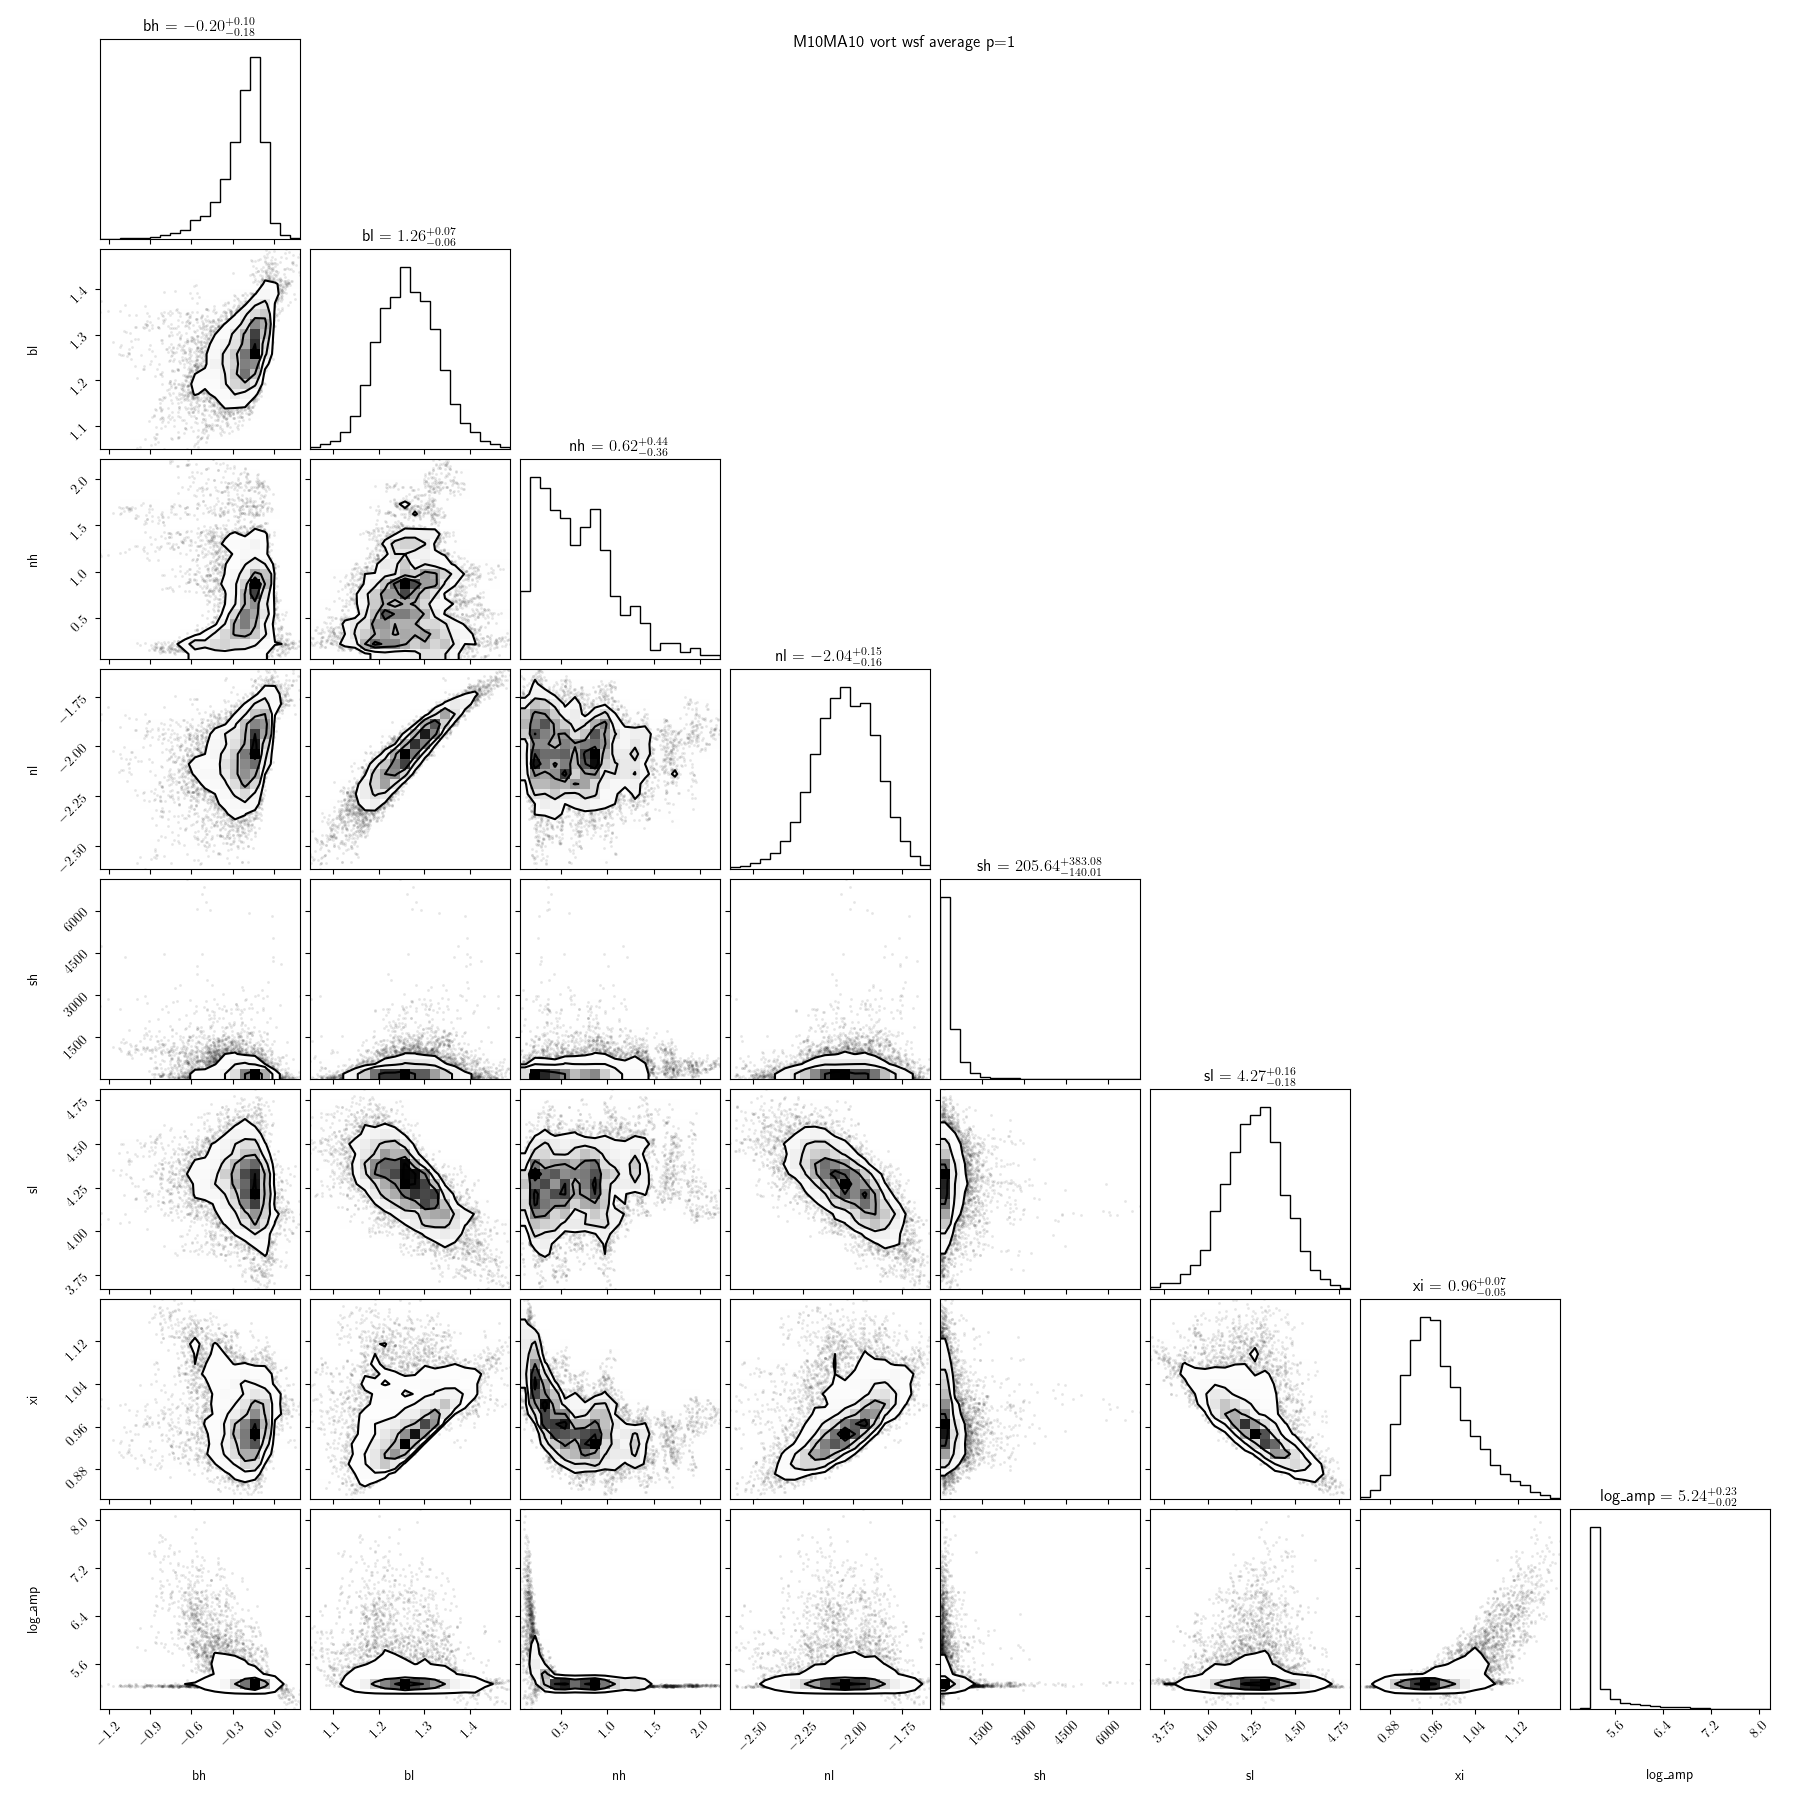 bh = −0.20+0.10−0.18
M10MA10 vort wsf average p=1
bl = 1.26+0.07−0.06
bl
1.4
1.3
1.2
1.1
nh = 0.62+0.44−0.36
nh
2.0
1.5
1.0
0.5
nl = −2.04+0.15−0.16
nl
−1.75
−2.00
−2.25
−2.50
sh = 205.64+383.08−140.01
sh
6000
4500
3000
1500
sl = 4.27+0.16−0.18
sl
4.75
4.50
4.25
4.00
3.75
xi = 0.96+0.07−0.05
xi
1.12
1.04
0.96
0.88
log_amp = 5.24+0.23−0.02
log_amp
8.0
7.2
6.4
5.6
−1.2 −0.9 −0.6 −0.3 0.0
1.1 1.2 1.3 1.4
0.5 1.0 1.5 2.0
−2.50 −2.25 −2.00 −1.75
1500 3000 4500 6000
3.75 4.00 4.25 4.50 4.75
0.88 0.96 1.04 1.12
5.6 6.4 7.2 8.0
bh bl nh nl sh sl xi log_amp